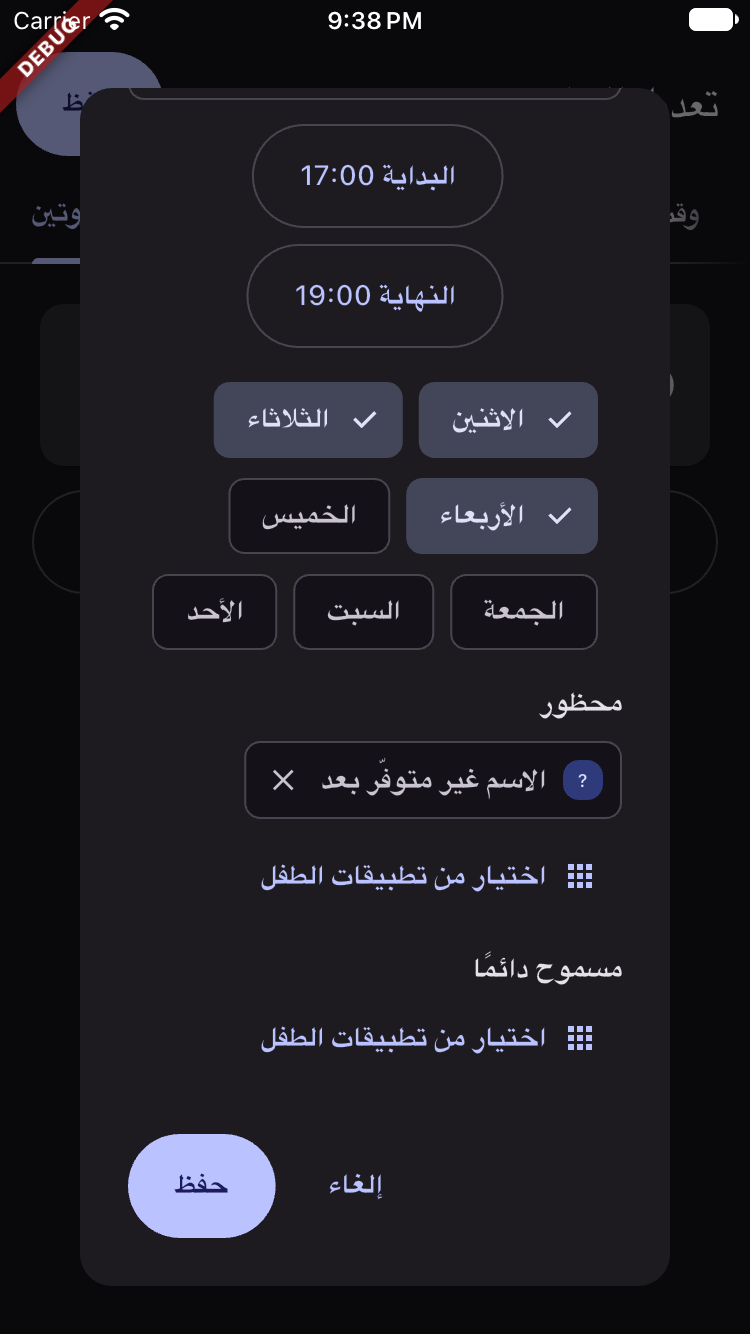 Carrier 9:38 PM
DEBUG
البداية 17:00
النهاية 19:00
الاثنين الثلاثاء
الأربعاء الخميس
الجمعة السبت الأحد
محظور
? الاسم غير متوفّر بعد
اختيار من تطبيقات الطفل
مسموح دائمًا
اختيار من تطبيقات الطفل
إلغاء حفظ